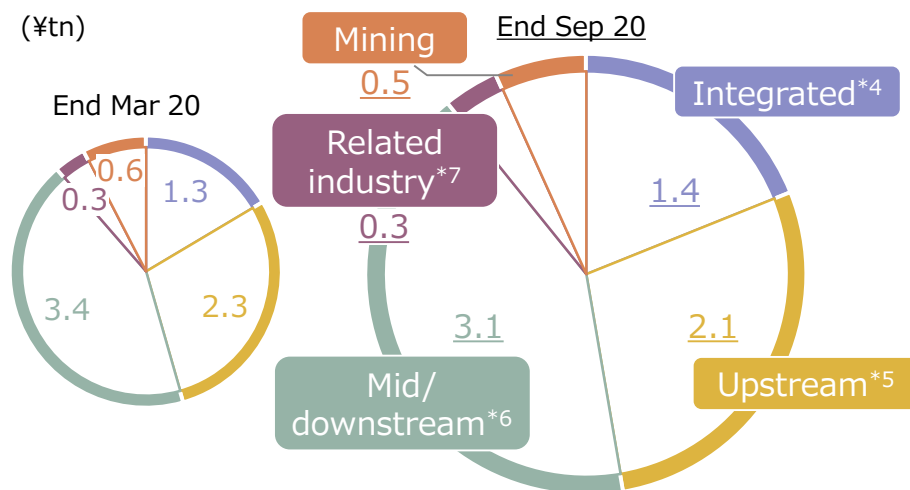 (¥tn)
End Mar 20
0.6
0.3
1.3
3.4
2.3
End Sep 20
Mining
0.5
Integrated*4
Related
industry*7
0.3
1.4
3.1
2.1
Mid/
downstream*6
Upstream*5